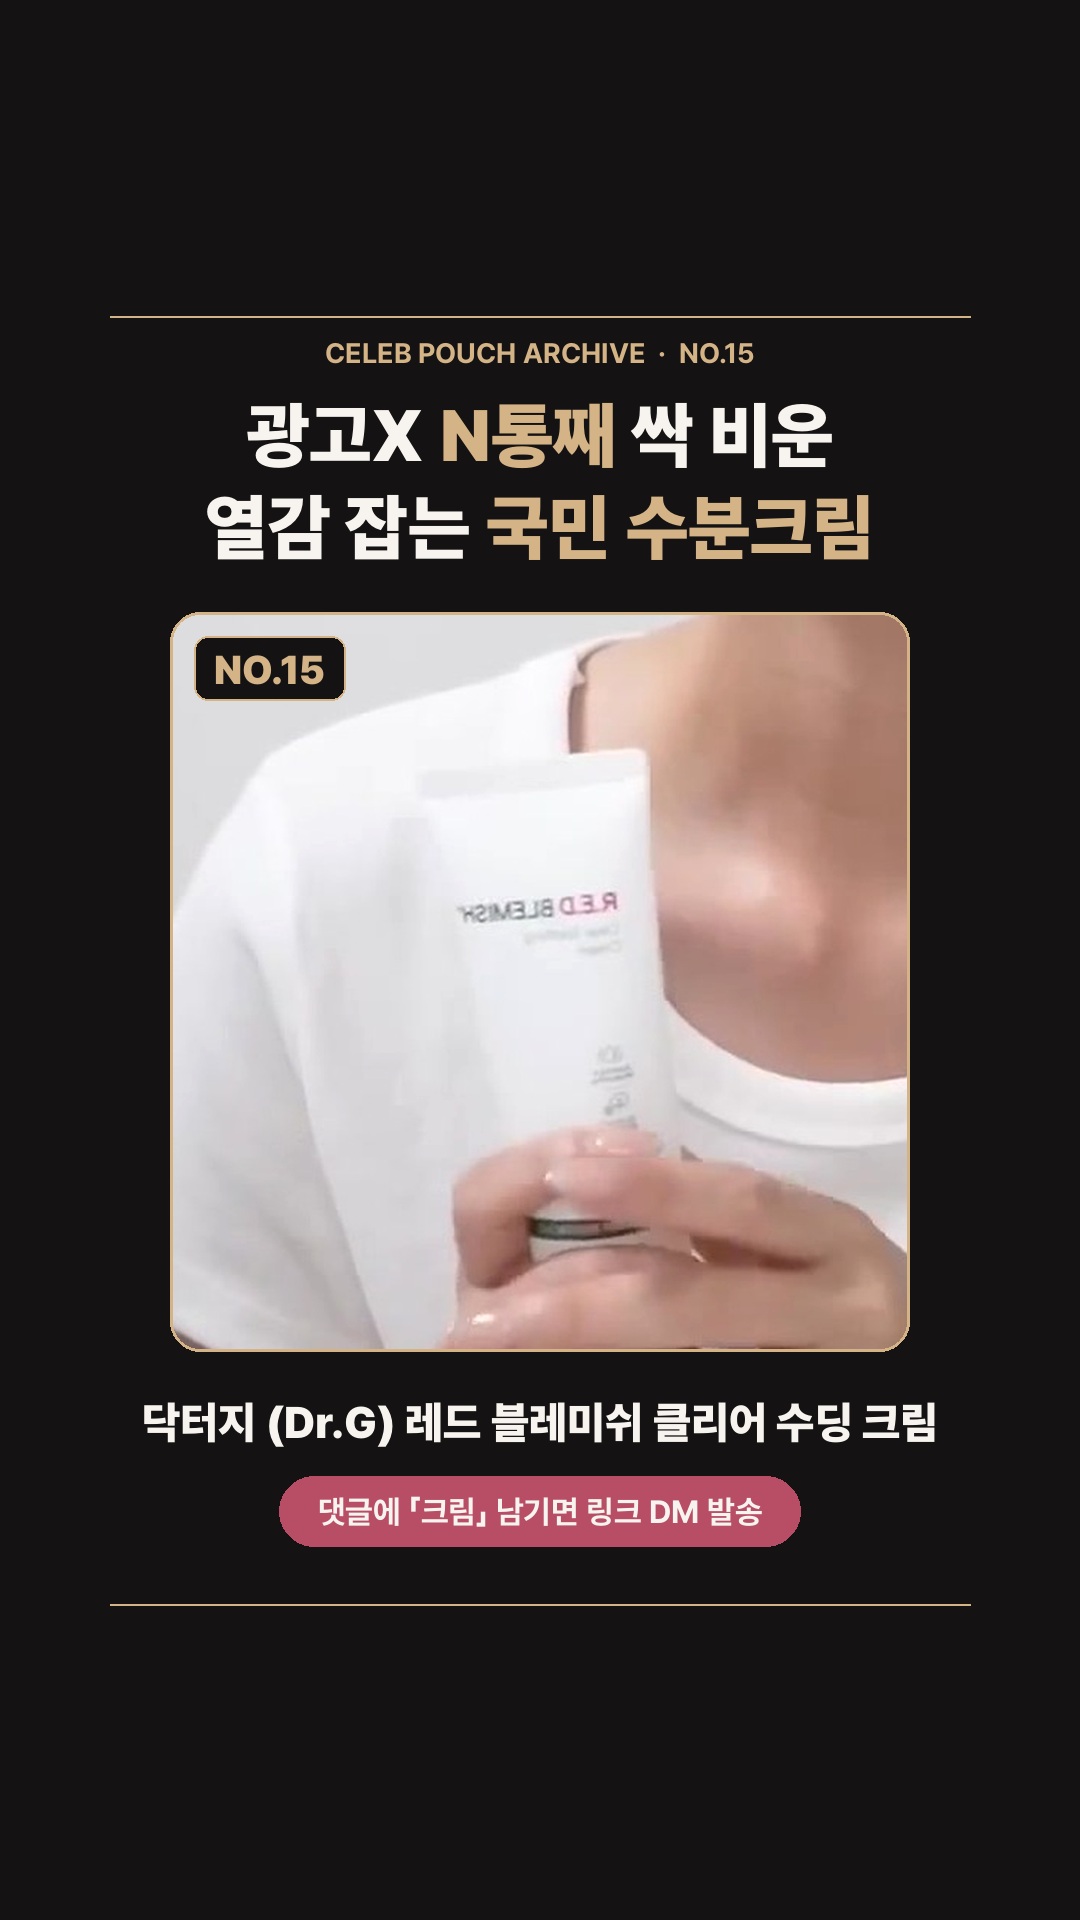 CELEB POUCH ARCHIVE · NO.15
광고X N통째 싹 비운
열감 잡는 국민 수분크림
NO.15
R.E.D BLEMISH
Clear Soothing
Cream
닥터지 (Dr.G) 레드 블레미쉬 클리어 수딩 크림
댓글에 「크림」 남기면 링크 DM 발송